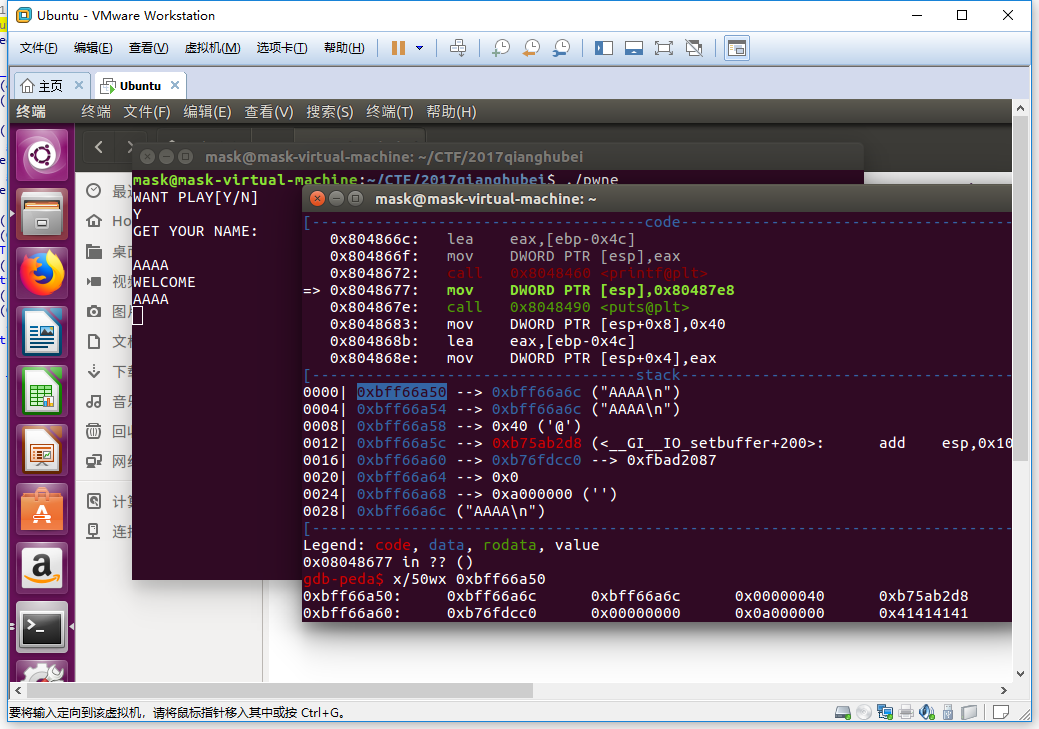 Ubuntu - VMware Workstation
文件(F) 编辑(E) 查看(V) 虚拟机(M) 选项卡(T) 帮助(H)
主页 Ubuntu
终端 终端 文件(F) 编辑(E) 查看(V) 搜索(S) 终端(T) 帮助(H)
mask@mask-virtual-machine: ~/CTF/2017qianghubei
mask@mask-virtual-machine:~/CTF/2017qianghubei$ ./pwne
WANT PLAY[Y/N]
Y
GET YOUR NAME:
AAAA
WELCOME
AAAA
mask@mask-virtual-machine: ~
[-------------------------------------code-------------------------------------
0x804866c: lea eax,[ebp-0x4c]
0x804866f: mov DWORD PTR [esp],eax
0x8048672: call 0x8048460 <printf@plt>
=> 0x8048677: mov DWORD PTR [esp],0x80487e8
0x804867e: call 0x8048490 <puts@plt>
0x8048683: mov DWORD PTR [esp+0x8],0x40
0x804868b: lea eax,[ebp-0x4c]
0x804868e: mov DWORD PTR [esp+0x4],eax
[------------------------------------stack-------------------------------------
0000| 0xbff66a50 --> 0xbff66a6c ("AAAA\n")
0004| 0xbff66a54 --> 0xbff66a6c ("AAAA\n")
0008| 0xbff66a58 --> 0x40 ('@')
0012| 0xbff66a5c --> 0xb75ab2d8 (<__GI__IO_setbuffer+200>: add esp,0x10
0016| 0xbff66a60 --> 0xb76fdcc0 --> 0xfbad2087
0020| 0xbff66a64 --> 0x0
0024| 0xbff66a68 --> 0xa000000 ('')
0028| 0xbff66a6c ("AAAA\n")
[------------------------------------------------------------------------------
Legend: code, data, rodata, value
0x08048677 in ?? ()
gdb-peda$ x/50wx 0xbff66a50
0xbff66a50: 0xbff66a6c 0xbff66a6c 0x00000040 0xb75ab2d8
0xbff66a60: 0xb76fdcc0 0x00000000 0x0a000000 0x41414141
最近
Ho
桌面
视
图
文
下
音
回
网
计
连
要将输入定向到该虚拟机，请将鼠标指针移入其中或按 Ctrl+G。